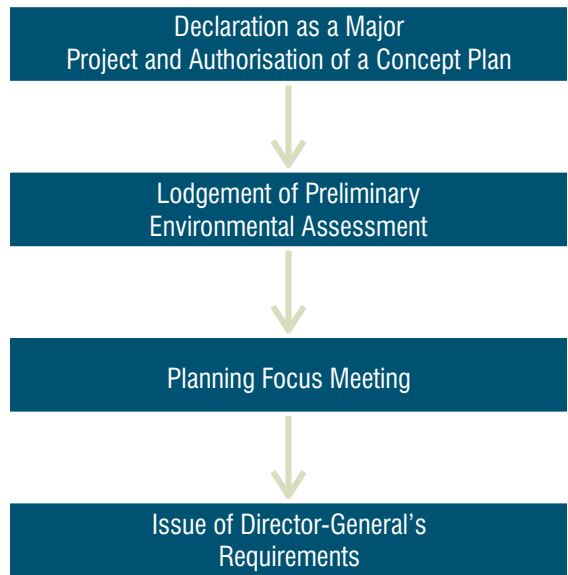 Declaration as a Major
Project and Authorisation of a Concept Plan
Lodgement of Preliminary
Environmental Assessment
Planning Focus Meeting
Issue of Director-General’s
Requirements